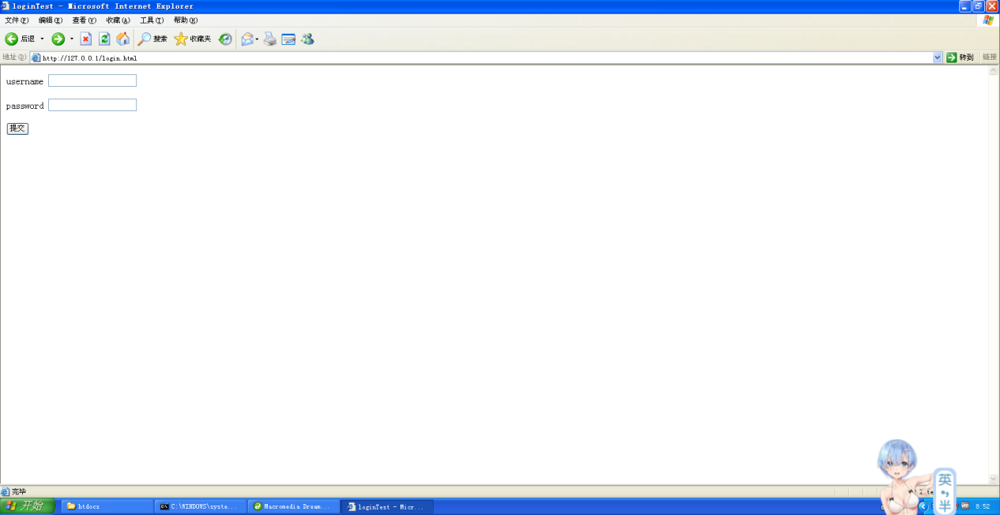 loginTest - Microsoft Internet Explorer
文件(F) 编辑(E) 查看(V) 收藏(A) 工具(T) 帮助(H)
后退 搜索 收藏夹
地址(D) http://127.0.0.1/login.html 转到 链接
username
password
提交
完毕
英
半
开始 htdocs C:\WINDOWS\syste... Macromedia Dream... loginTest - Micr... 8:52